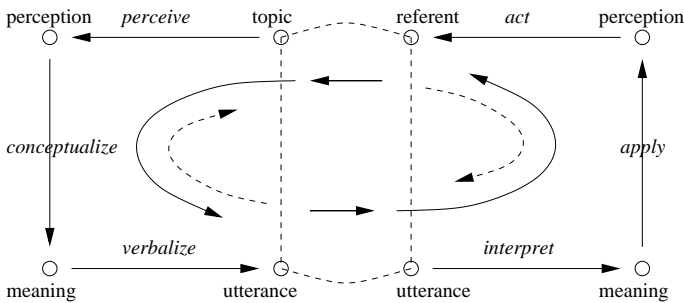 perception perceive topic referent act perception
conceptualize apply
verbalize interpret
meaning utterance utterance meaning